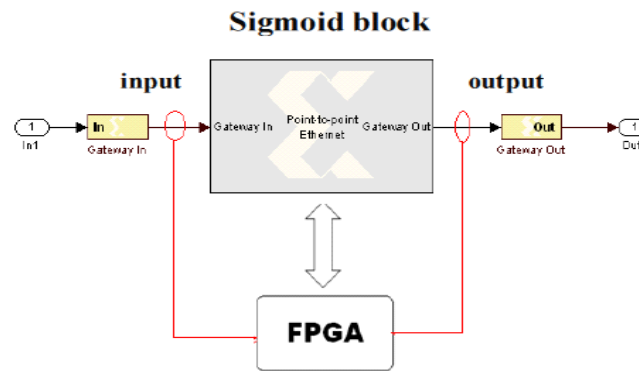 Sigmoid block
input
output
1
In1
In
Gateway In
Gateway In
Point-to-point
Ethernet
Gateway Out
Out
Gateway Out
1
FPGA